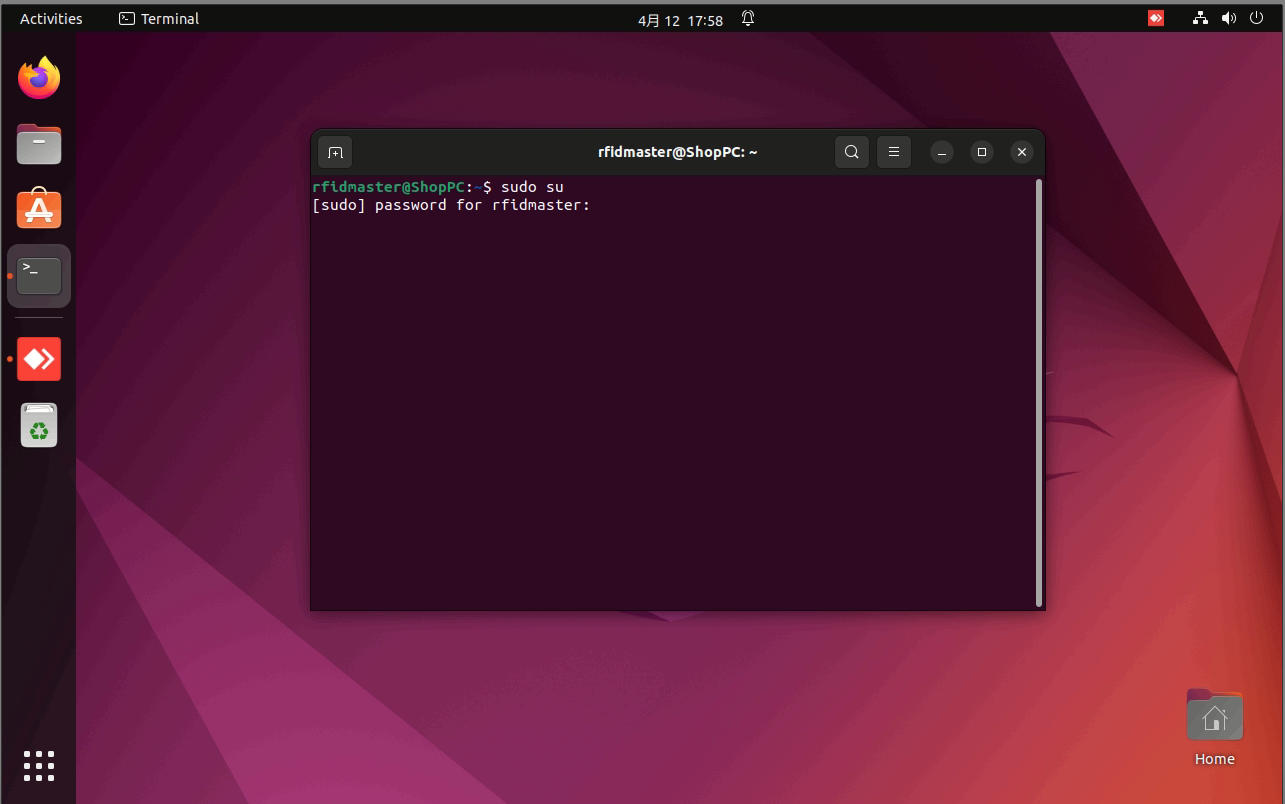 Activities
Terminal
4月 12 17:58
rfidmaster@ShopPC: ~
rfidmaster@ShopPC:~$ sudo su
[sudo] password for rfidmaster:
>_
Home